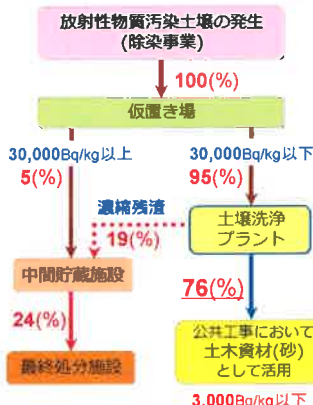 放射性物質汚染土壌の発生
(除染事業)
100(%)
仮置き場
30,000Bq/kg以上
5(%)
30,000Bq/kg以下
95(%)
濃縮残渣
19(%)
土壌洗浄
プラント
中間貯蔵施設
76(%)
24(%)
公共工事において
土木資材(砂)
として活用
最終処分施設
3,000Bq/kg以下